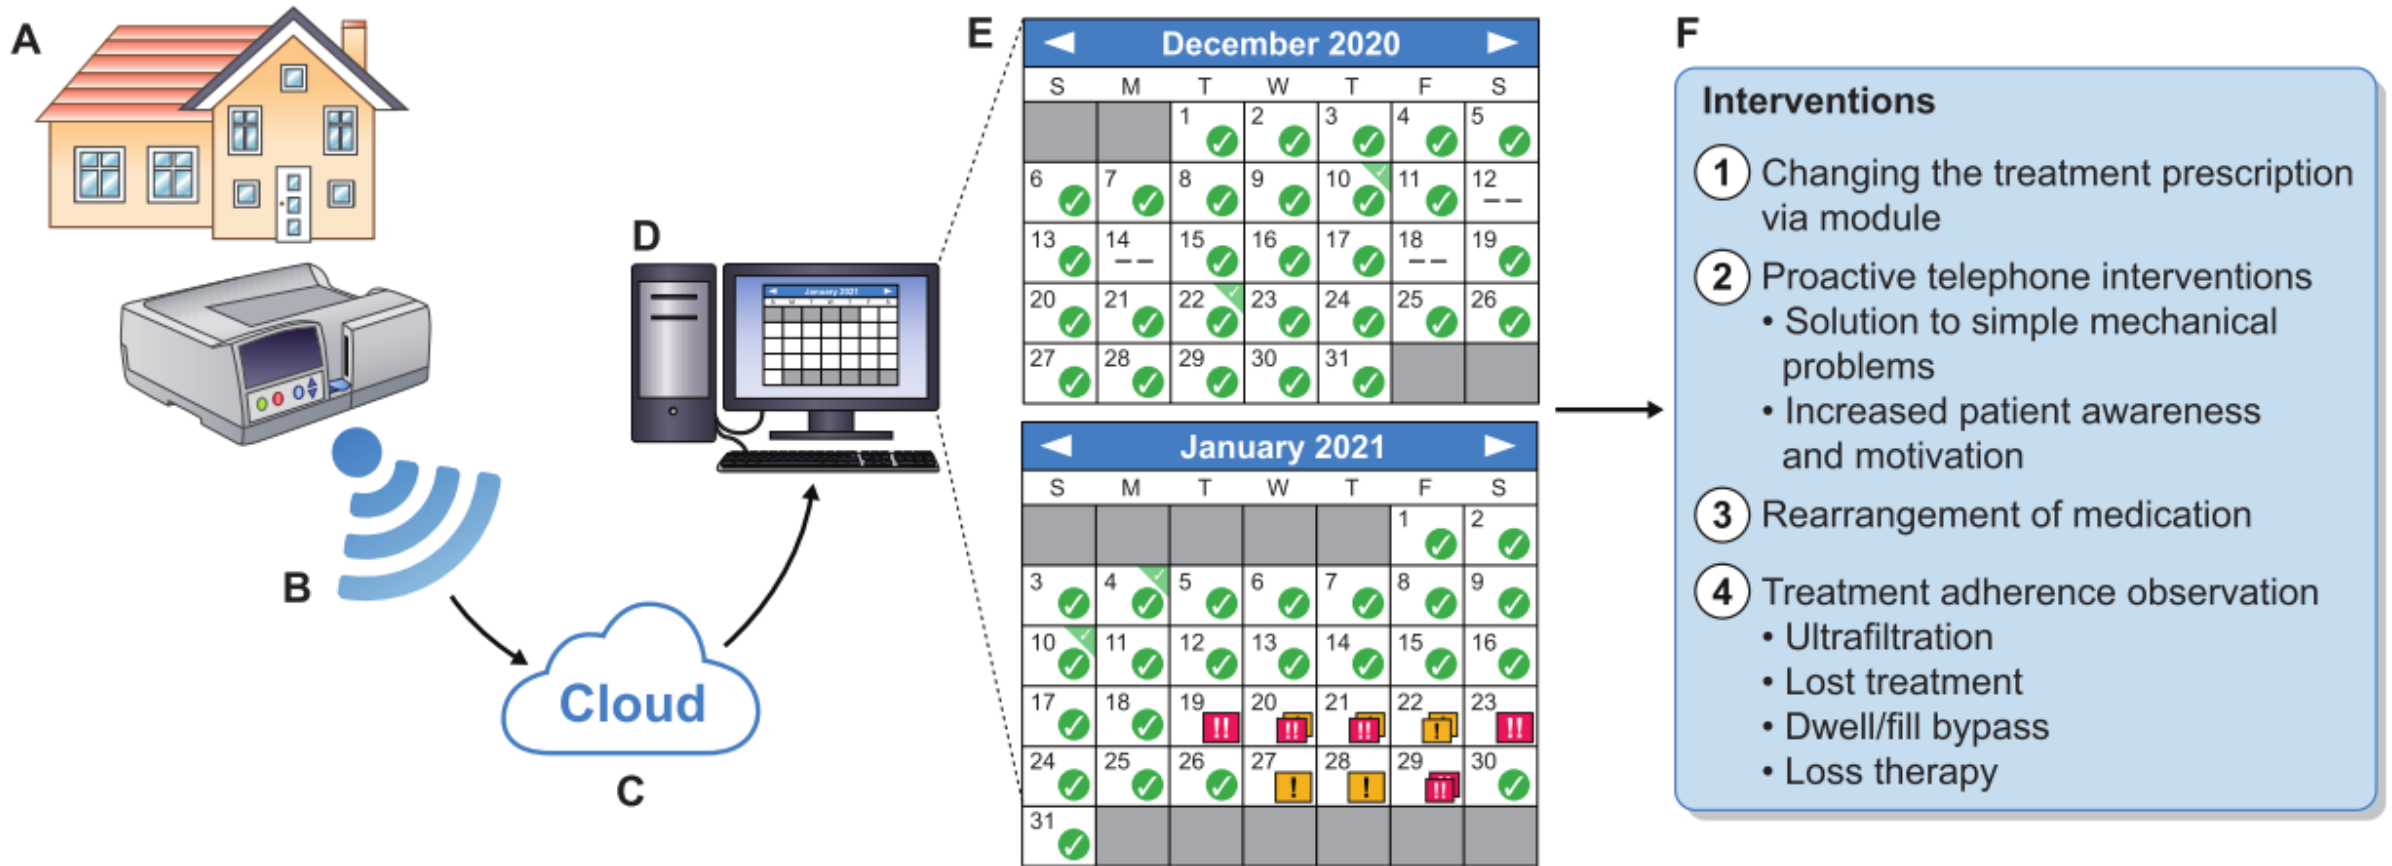 A
B
Cloud
C
D
January 2021
S M T W T F S
E
December 2020
S M T W T F S
1 2 3 4 5
6 7 8 9 10 11 12
-- 
13 14 15 16 17 18 19
-- --
20 21 22 23 24 25 26
27 28 29 30 31
January 2021
S M T W T F S
1 2
3 4 5 6 7 8 9
10 11 12 13 14 15 16
17 18 19 20 21 22 23
!! !! !! ! !!
24 25 26 27 28 29 30
! ! !!
31
F
Interventions
1 Changing the treatment prescription
via module
2 Proactive telephone interventions
• Solution to simple mechanical
problems
• Increased patient awareness
and motivation
3 Rearrangement of medication
4 Treatment adherence observation
• Ultrafiltration
• Lost treatment
• Dwell/fill bypass
• Loss therapy